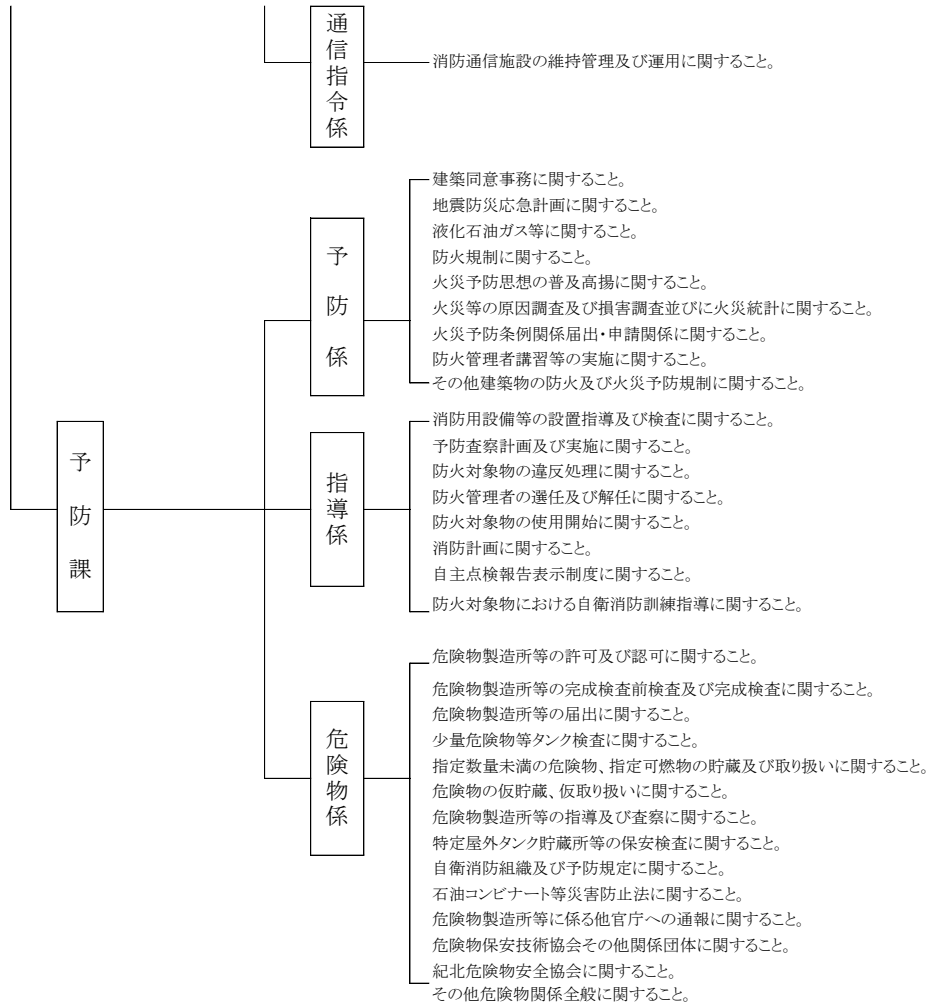 通信指令係
消防通信施設の維持管理及び運用に関すること。
予防課
予防係
建築同意事務に関すること。
地震防災応急計画に関すること。
液化石油ガス等に関すること。
防火規制に関すること。
火災予防思想の普及高揚に関すること。
火災等の原因調査及び損害調査並びに火災統計に関すること。
火災予防条例関係届出・申請関係に関すること。
防火管理者講習等の実施に関すること。
その他建築物の防火及び火災予防規制に関すること。
指導係
消防用設備等の設置指導及び検査に関すること。
予防査察計画及び実施に関すること。
防火対象物の違反処理に関すること。
防火管理者の選任及び解任に関すること。
防火対象物の使用開始に関すること。
消防計画に関すること。
自主点検報告表示制度に関すること。
防火対象物における自衛消防訓練指導に関すること。
危険物係
危険物製造所等の許可及び認可に関すること。
危険物製造所等の完成検査前検査及び完成検査に関すること。
危険物製造所等の届出に関すること。
少量危険物等タンク検査に関すること。
指定数量未満の危険物、指定可燃物の貯蔵及び取り扱いに関すること。
危険物の仮貯蔵、仮取り扱いに関すること。
危険物製造所等の指導及び査察に関すること。
特定屋外タンク貯蔵所等の保安検査に関すること。
自衛消防組織及び予防規定に関すること。
石油コンビナート等災害防止法に関すること。
危険物製造所等に係る他官庁への通報に関すること。
危険物保安技術協会その他関係団体に関すること。
紀北危険物安全協会に関すること。
その他危険物関係全般に関すること。